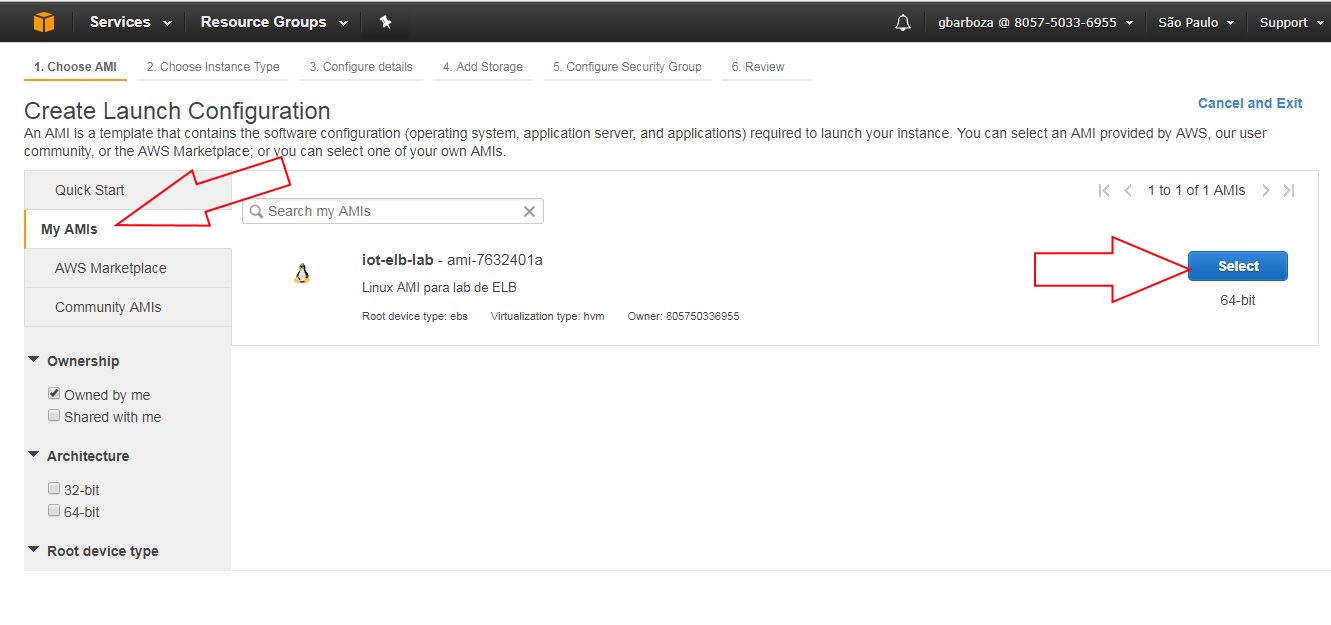 Services Resource Groups gbarboza @ 8057-5033-6955 São Paulo Support
1. Choose AMI 2. Choose Instance Type 3. Configure details 4. Add Storage 5. Configure Security Group 6. Review
Create Launch Configuration
Cancel and Exit
An AMI is a template that contains the software configuration (operating system, application server, and applications) required to launch your instance. You can select an AMI provided by AWS, our user
community, or the AWS Marketplace; or you can select one of your own AMIs.
Quick Start
My AMIs
AWS Marketplace
Community AMIs
Ownership
Owned by me
Shared with me
Architecture
32-bit
64-bit
Root device type
1 to 1 of 1 AMIs
Search my AMIs
iot-elb-lab - ami-7632401a
Linux AMI para lab de ELB
Root device type: ebs Virtualization type: hvm Owner: 805750336955
Select
64-bit